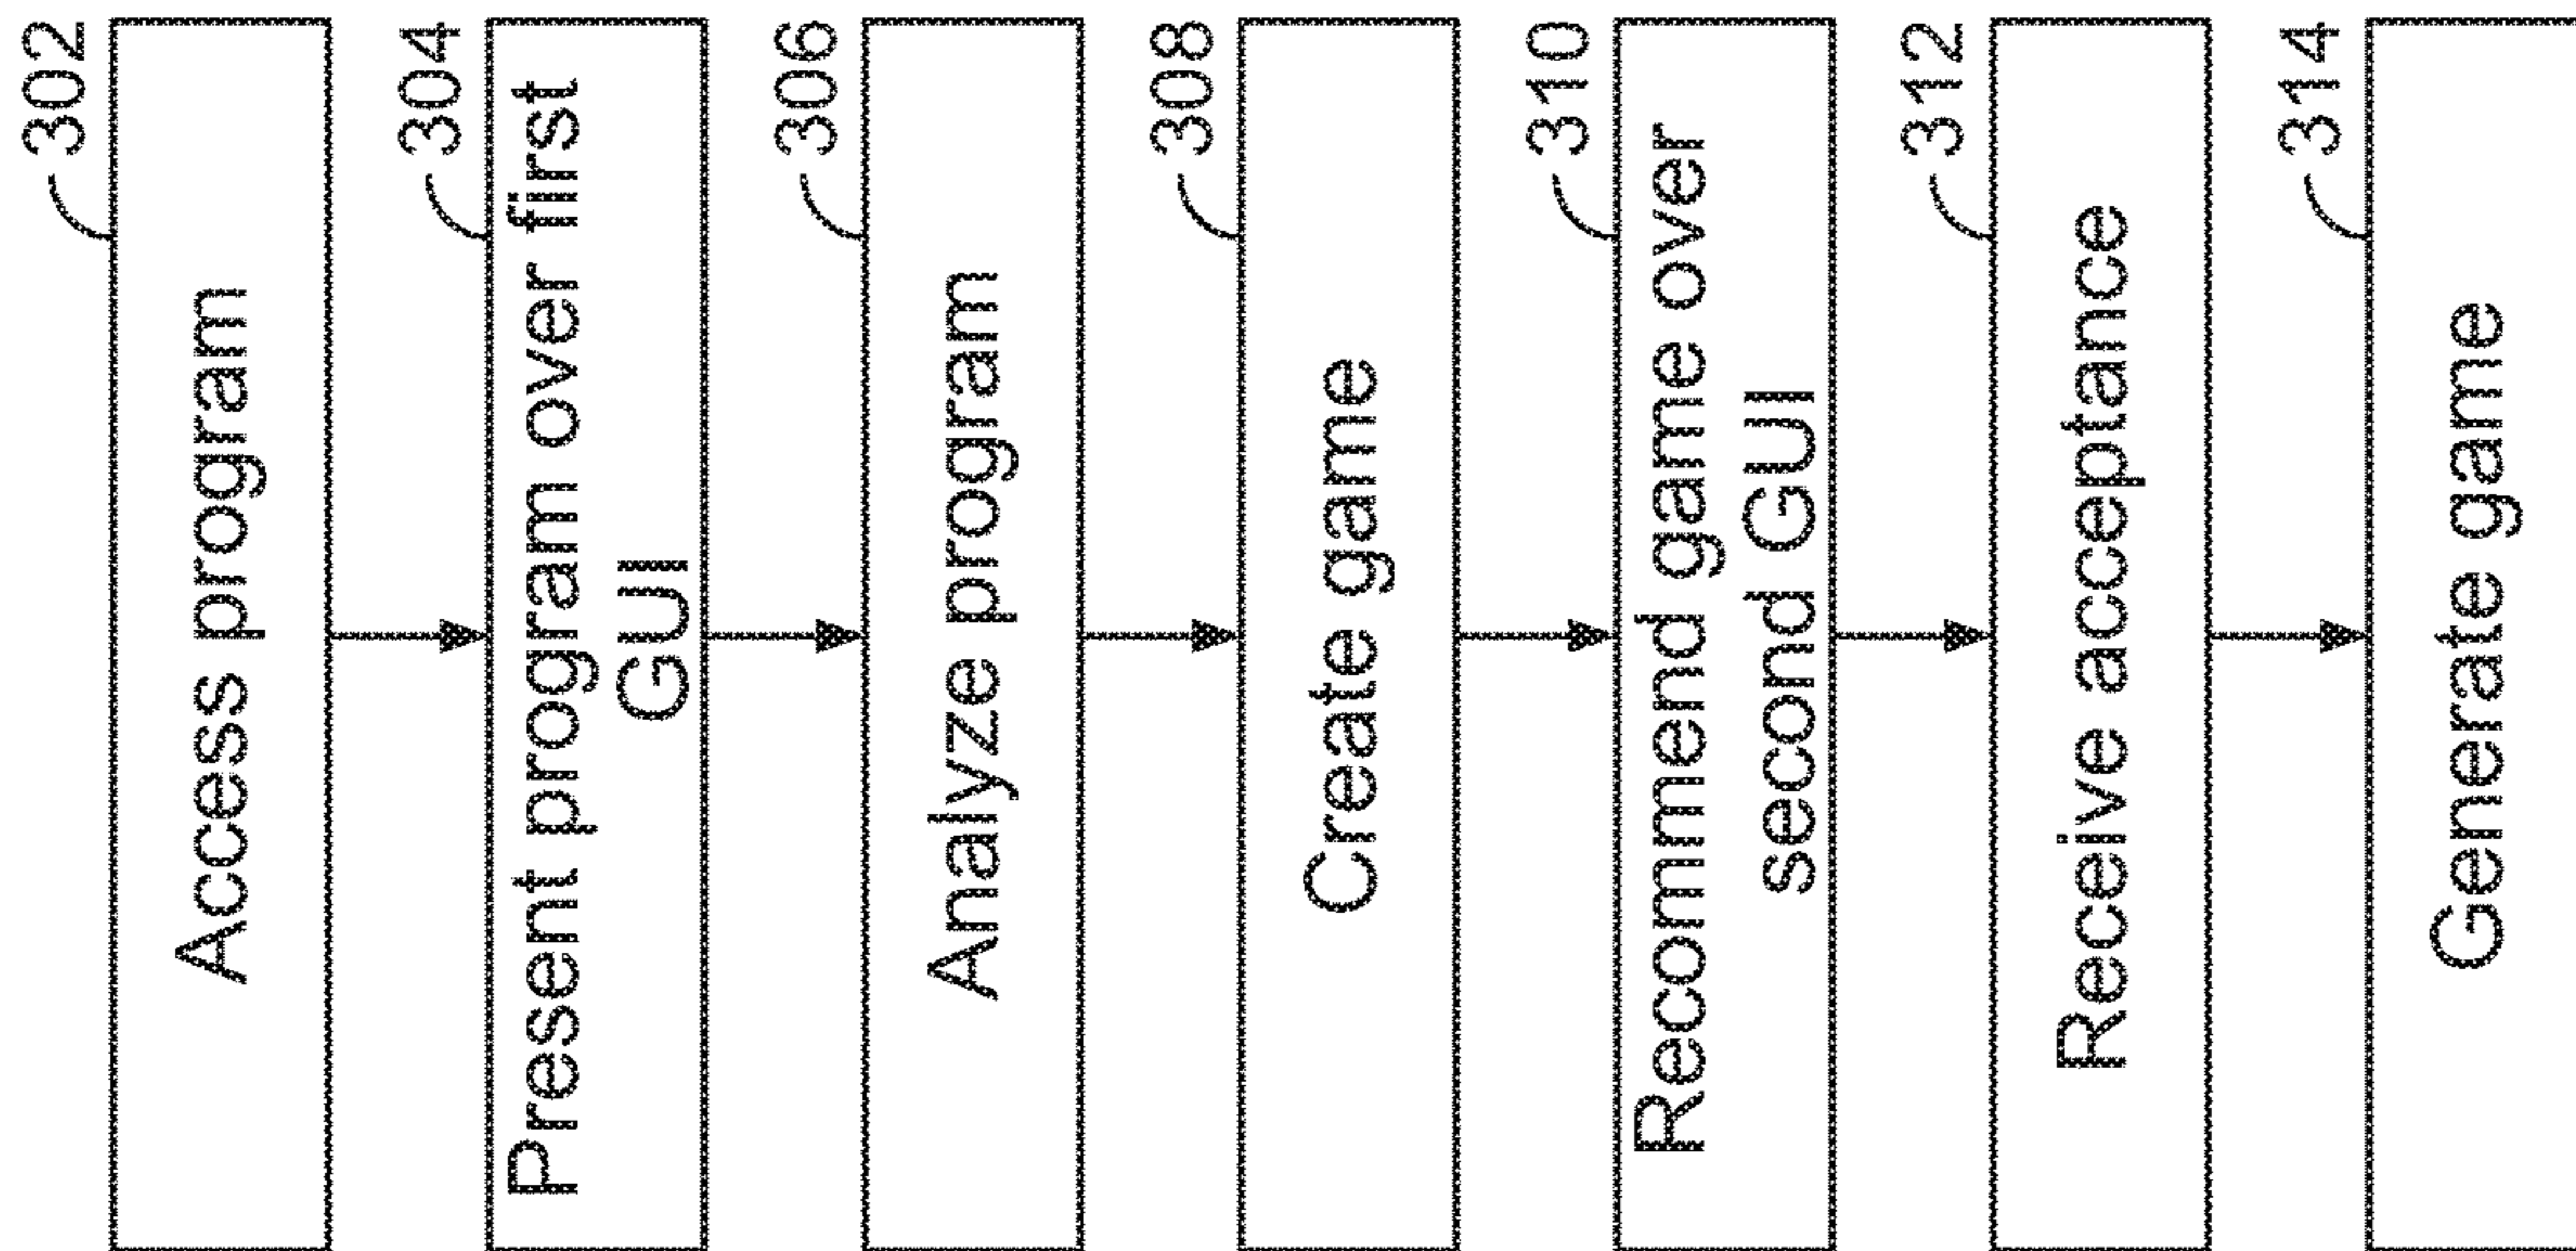 302
Access program
304
Present program over first
GUI
306
Analyze program
308
Create game
310
Recommend game over
second GUI
312
Receive acceptance
314
Generate game